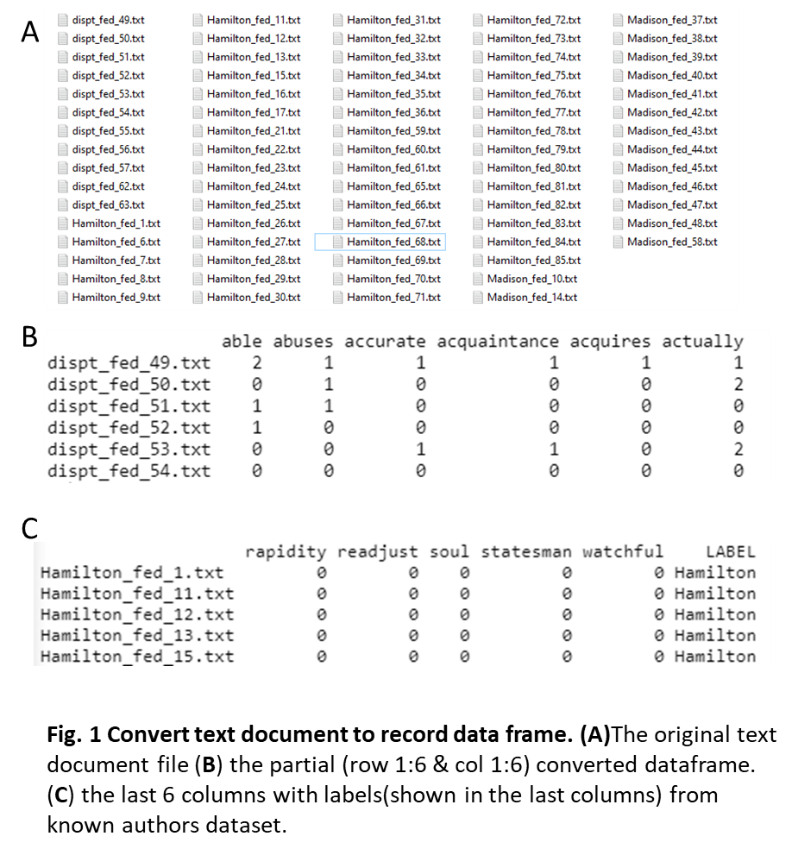 A
dispt_fed_49.txt Hamilton_fed_11.txt Hamilton_fed_31.txt Hamilton_fed_72.txt Madison_fed_37.txt
dispt_fed_50.txt Hamilton_fed_12.txt Hamilton_fed_32.txt Hamilton_fed_73.txt Madison_fed_38.txt
dispt_fed_51.txt Hamilton_fed_13.txt Hamilton_fed_33.txt Hamilton_fed_74.txt Madison_fed_39.txt
dispt_fed_52.txt Hamilton_fed_15.txt Hamilton_fed_34.txt Hamilton_fed_75.txt Madison_fed_40.txt
dispt_fed_53.txt Hamilton_fed_16.txt Hamilton_fed_35.txt Hamilton_fed_76.txt Madison_fed_41.txt
dispt_fed_54.txt Hamilton_fed_17.txt Hamilton_fed_36.txt Hamilton_fed_77.txt Madison_fed_42.txt
dispt_fed_55.txt Hamilton_fed_21.txt Hamilton_fed_59.txt Hamilton_fed_78.txt Madison_fed_43.txt
dispt_fed_56.txt Hamilton_fed_22.txt Hamilton_fed_60.txt Hamilton_fed_79.txt Madison_fed_44.txt
dispt_fed_57.txt Hamilton_fed_23.txt Hamilton_fed_61.txt Hamilton_fed_80.txt Madison_fed_45.txt
dispt_fed_62.txt Hamilton_fed_24.txt Hamilton_fed_65.txt Hamilton_fed_81.txt Madison_fed_46.txt
dispt_fed_63.txt Hamilton_fed_25.txt Hamilton_fed_66.txt Hamilton_fed_82.txt Madison_fed_47.txt
Hamilton_fed_1.txt Hamilton_fed_26.txt Hamilton_fed_67.txt Hamilton_fed_83.txt Madison_fed_48.txt
Hamilton_fed_6.txt Hamilton_fed_27.txt Hamilton_fed_68.txt Hamilton_fed_84.txt Madison_fed_58.txt
Hamilton_fed_7.txt Hamilton_fed_28.txt Hamilton_fed_69.txt Hamilton_fed_85.txt
Hamilton_fed_8.txt Hamilton_fed_29.txt Hamilton_fed_70.txt Madison_fed_10.txt
Hamilton_fed_9.txt Hamilton_fed_30.txt Hamilton_fed_71.txt Madison_fed_14.txt
B
able abuses accurate acquaintance acquires actually
dispt_fed_49.txt 2 1 1 1 1 1
dispt_fed_50.txt 0 1 0 0 0 2
dispt_fed_51.txt 1 1 0 0 0 0
dispt_fed_52.txt 1 0 0 0 0 0
dispt_fed_53.txt 0 0 1 1 0 2
dispt_fed_54.txt 0 0 0 0 0 0
C
rapidity readjust soul statesman watchful LABEL
Hamilton_fed_1.txt 0 0 0 0 0 Hamilton
Hamilton_fed_11.txt 0 0 0 0 0 Hamilton
Hamilton_fed_12.txt 0 0 0 0 0 Hamilton
Hamilton_fed_13.txt 0 0 0 0 0 Hamilton
Hamilton_fed_15.txt 0 0 0 0 0 Hamilton
Fig. 1 Convert text document to record data frame. (A)The original text
document file (B) the partial (row 1:6 & col 1:6) converted dataframe.
(C) the last 6 columns with labels(shown in the last columns) from
known authors dataset.